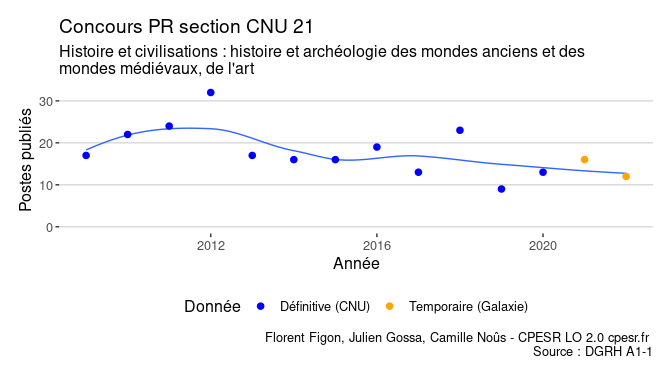 Concours PR section CNU 21
Histoire et civilisations : histoire et archéologie des mondes anciens et des
mondes médiévaux, de l'art
Postes publiés
30
20
10
0
2012
2016
2020
Année
Donnée
Définitive (CNU)
Temporaire (Galaxie)
Florent Figon, Julien Gossa, Camille Noûs - CPESR LO 2.0 cpesr.fr
Source : DGRH A1-1